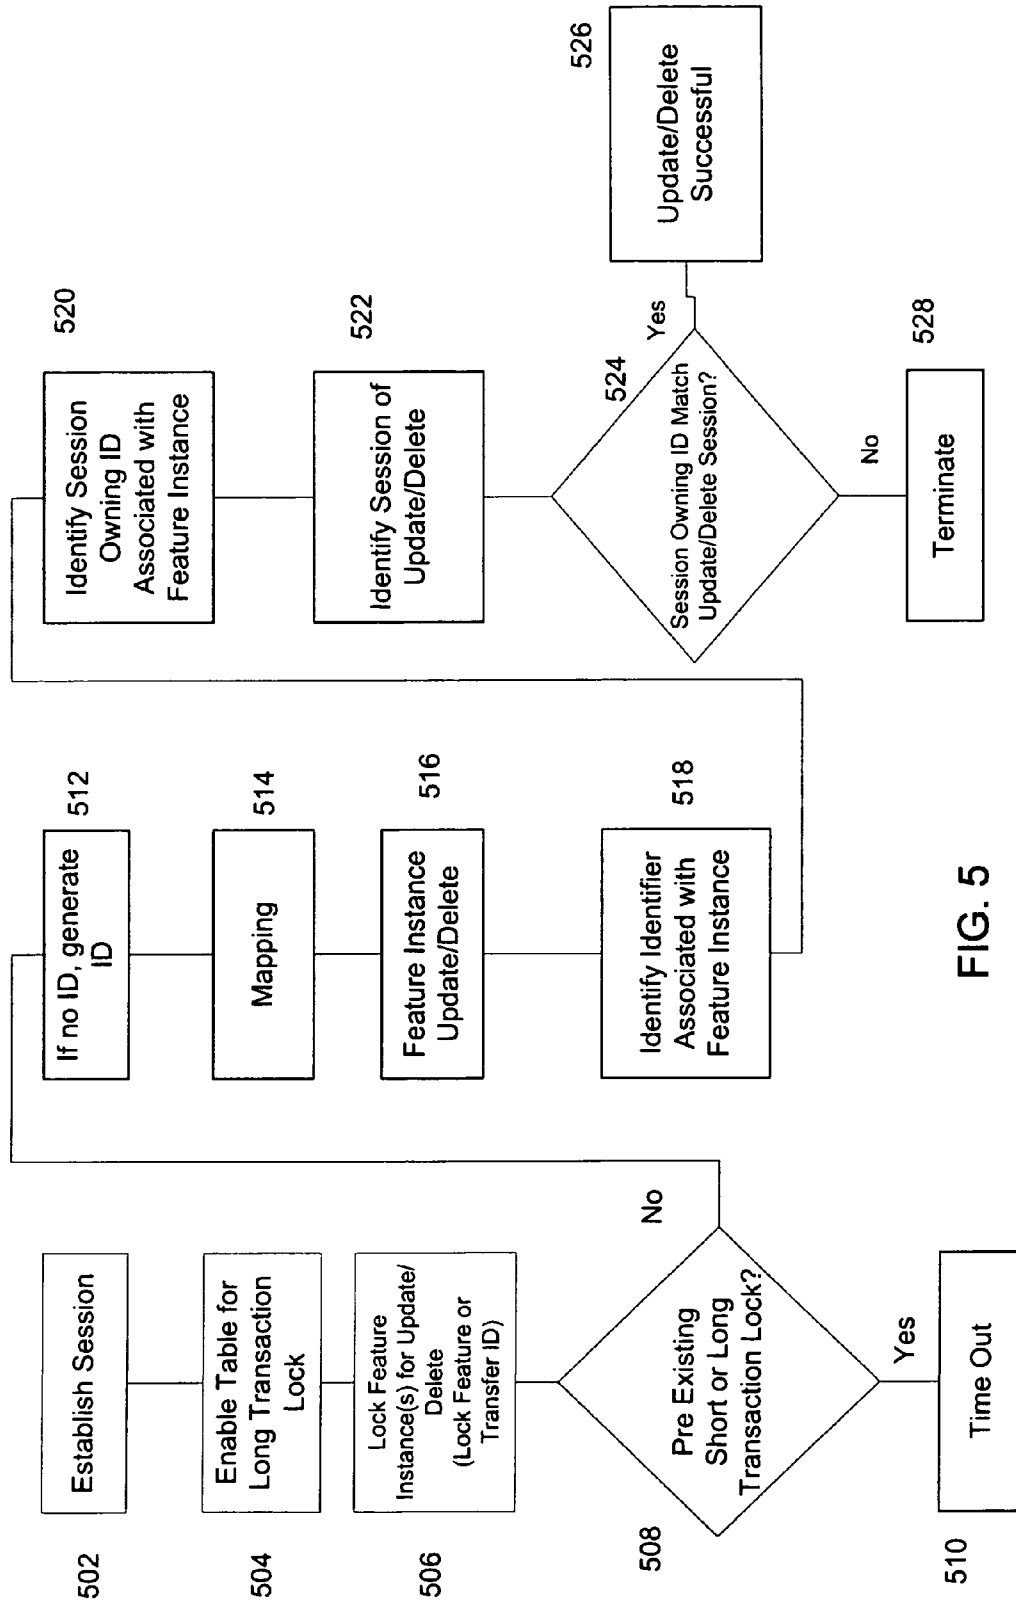 502
Establish Session
504
Enable Table for
Long Transaction
Lock
506
Lock Feature
Instance(s) for Update/
Delete
(Lock Feature or
Transfer ID)
508
Pre Existing
Short or Long
Transaction Lock?
No
Yes
510
Time Out
If no ID, generate
ID
512
Mapping
514
Feature Instance
Update/Delete
516
Identify Identifier
Associated with
Feature Instance
518
Identify Session
Owning ID
Associated with
Feature Instance
520
Identify Session of
Update/Delete
522
524
Session Owning ID Match
Update/Delete Session?
Yes
Update/Delete
Successful
526
No
Terminate
528
FIG. 5